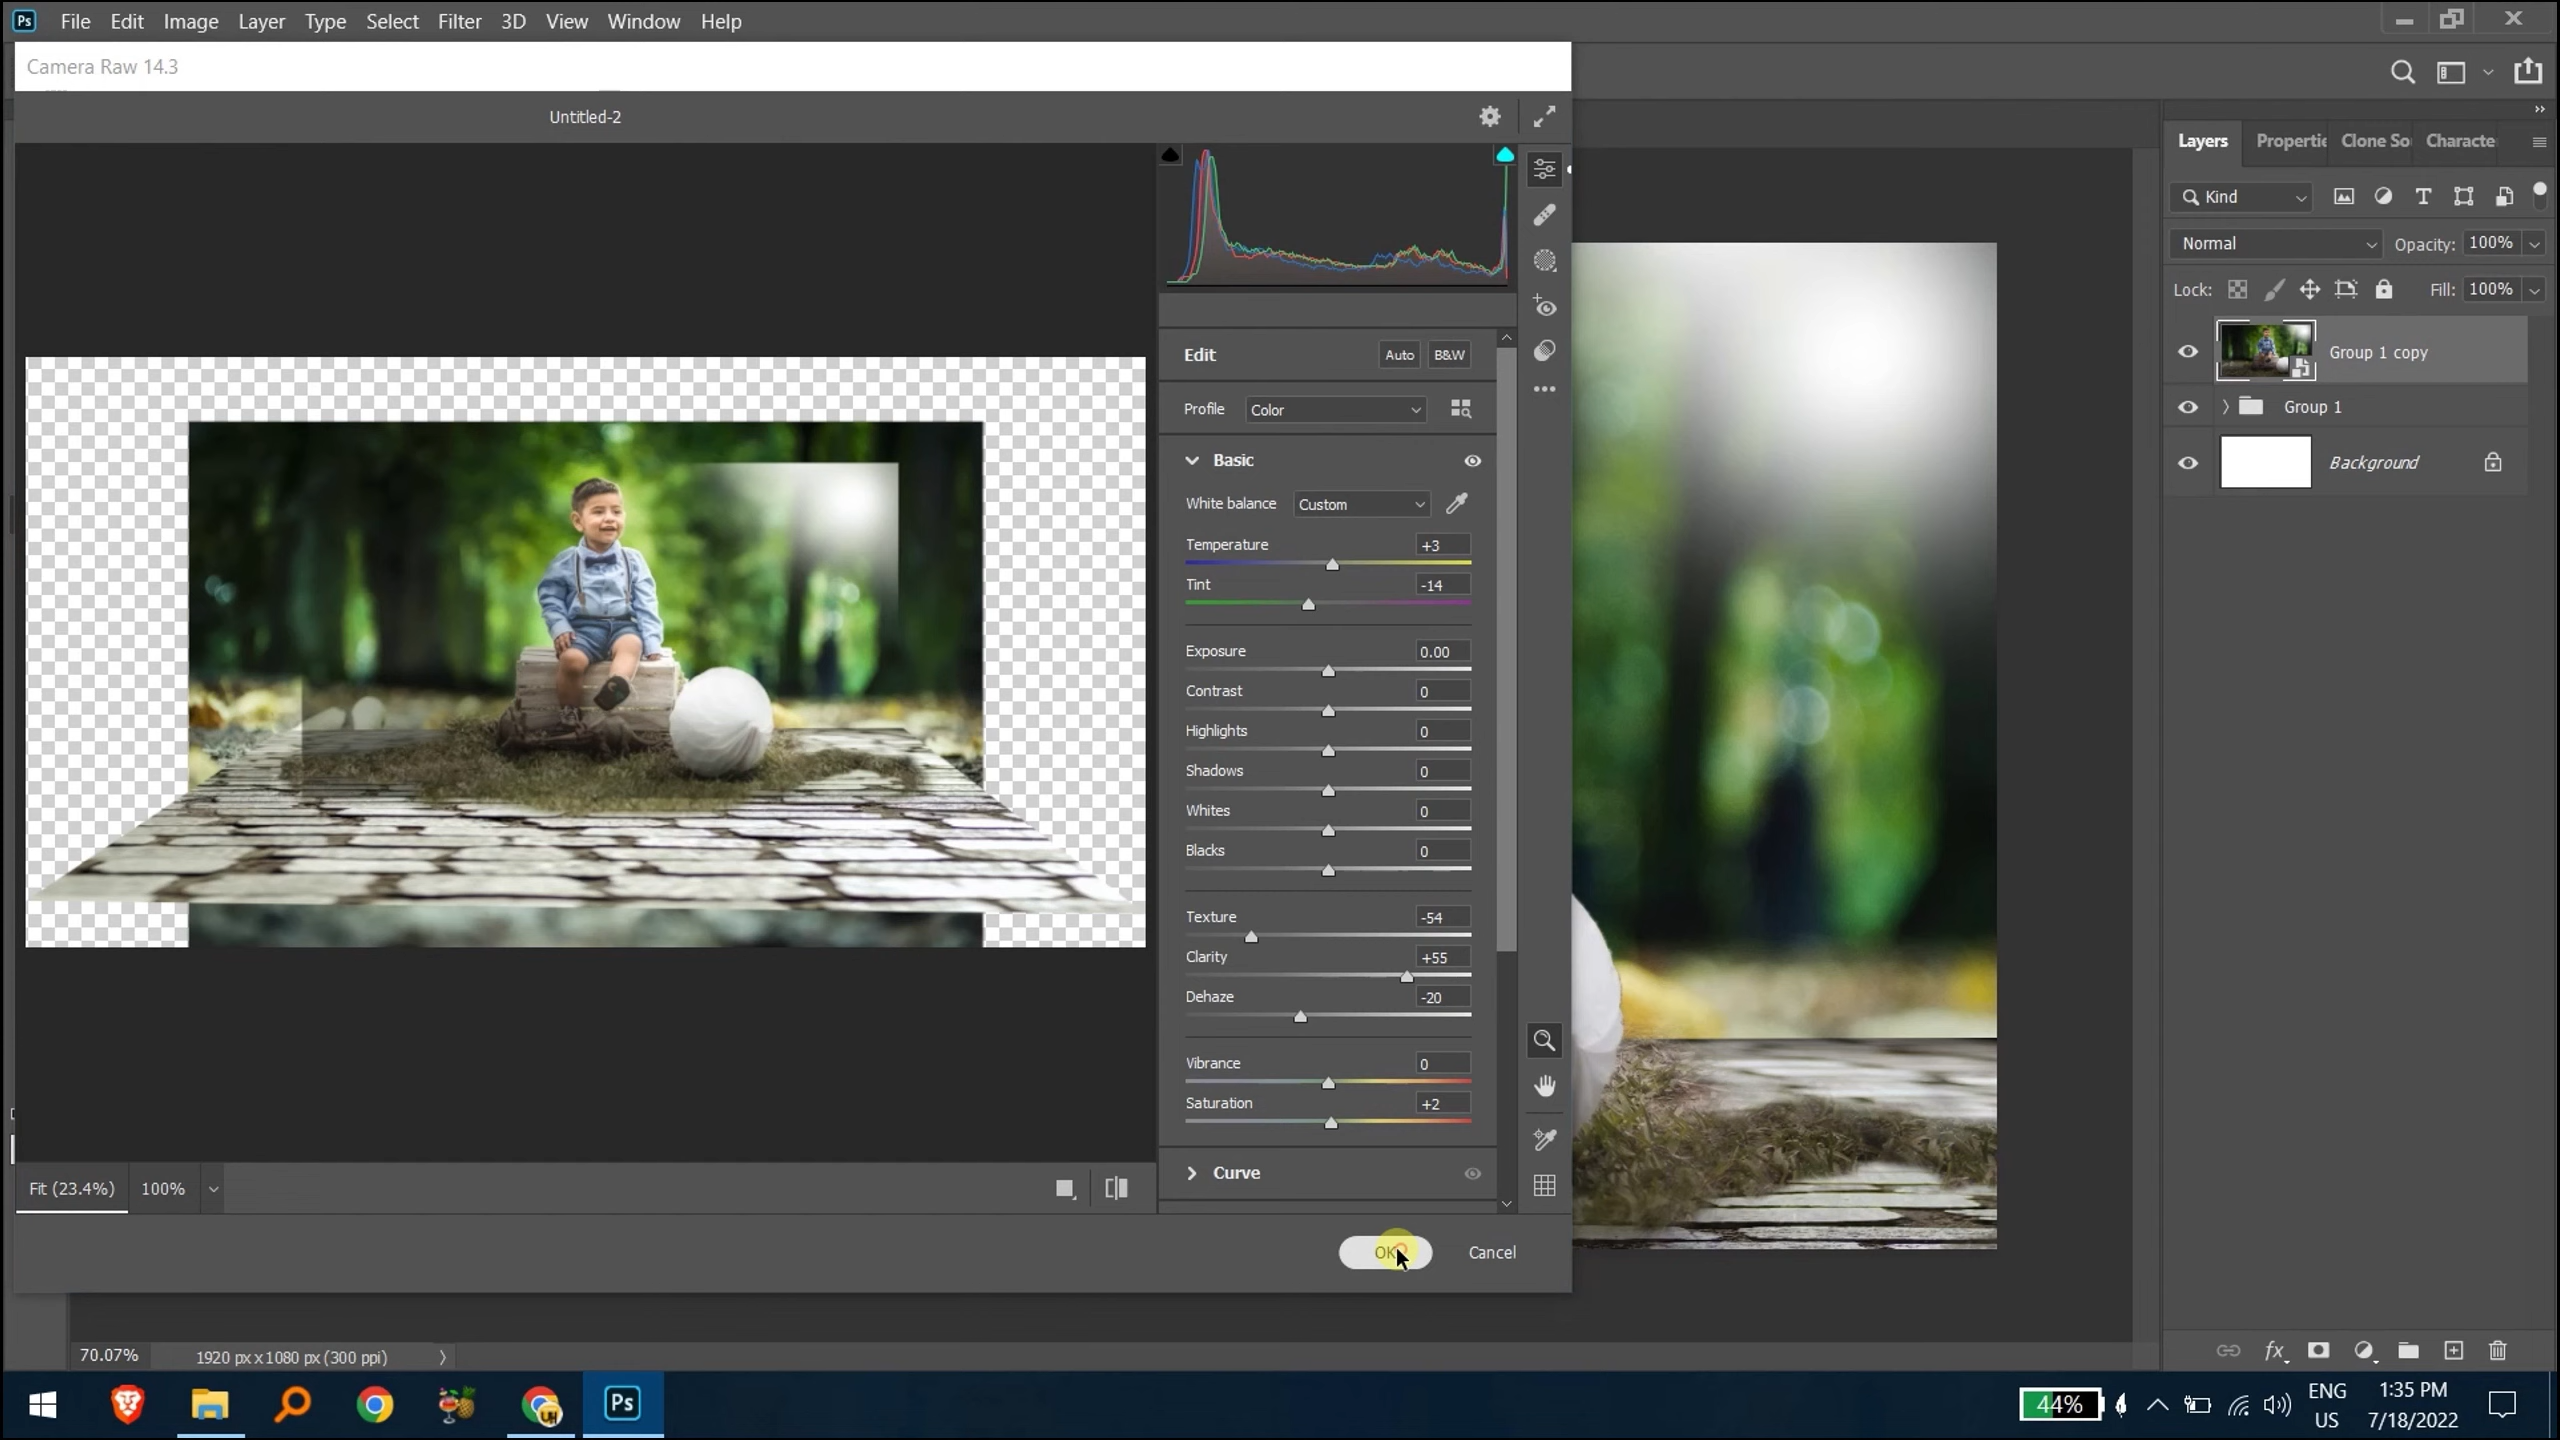 Ps File Edit Image Layer Type Select Filter 3D View Window Help
Camera Raw 14.3
Untitled-2
Edit Auto B&W
Profile Color
Basic
White balance Custom
Temperature +3
Tint -14
Exposure 0.00
Contrast 0
Highlights 0
Shadows 0
Whites 0
Blacks 0
Texture -54
Clarity +55
Dehaze -20
Vibrance 0
Saturation +2
Curve
Fit (23.4%) 100%
OK Cancel
Layers Properti Clone So Characte
Kind
Normal Opacity: 100%
Lock: Fill: 100%
Group 1 copy
Group 1
Background
70.07% 1920 px x 1080 px (300 ppi)
Ps
44%
ENG
US
1:35 PM
7/18/2022